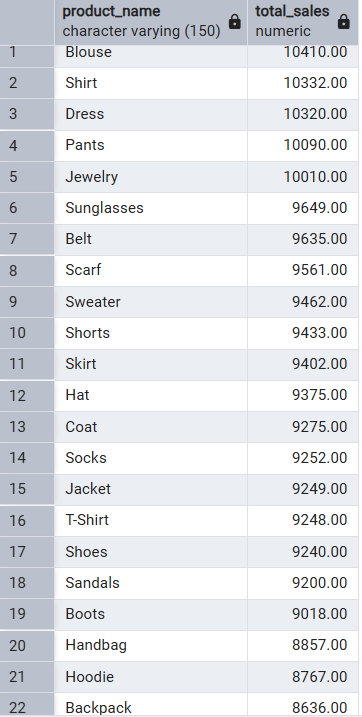 product_name total_sales
character varying (150) numeric
1 Blouse 10410.00
2 Shirt 10332.00
3 Dress 10320.00
4 Pants 10090.00
5 Jewelry 10010.00
6 Sunglasses 9649.00
7 Belt 9635.00
8 Scarf 9561.00
9 Sweater 9462.00
10 Shorts 9433.00
11 Skirt 9402.00
12 Hat 9375.00
13 Coat 9275.00
14 Socks 9252.00
15 Jacket 9249.00
16 T-Shirt 9248.00
17 Shoes 9240.00
18 Sandals 9200.00
19 Boots 9018.00
20 Handbag 8857.00
21 Hoodie 8767.00
22 Backpack 8636.00